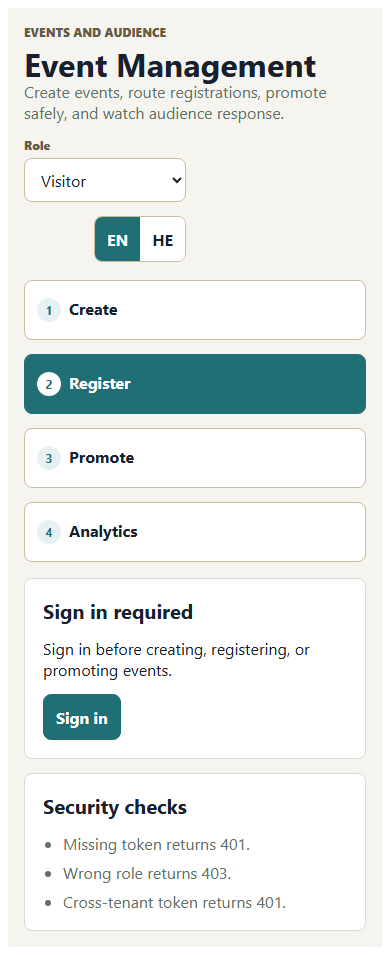 EVENTS AND AUDIENCE
Event Management
Create events, route registrations, promote
safely, and watch audience response.
Role
Visitor
EN HE
1 Create
2 Register
3 Promote
4 Analytics
Sign in required
Sign in before creating, registering, or
promoting events.
Sign in
Security checks
• Missing token returns 401.
• Wrong role returns 403.
• Cross-tenant token returns 401.